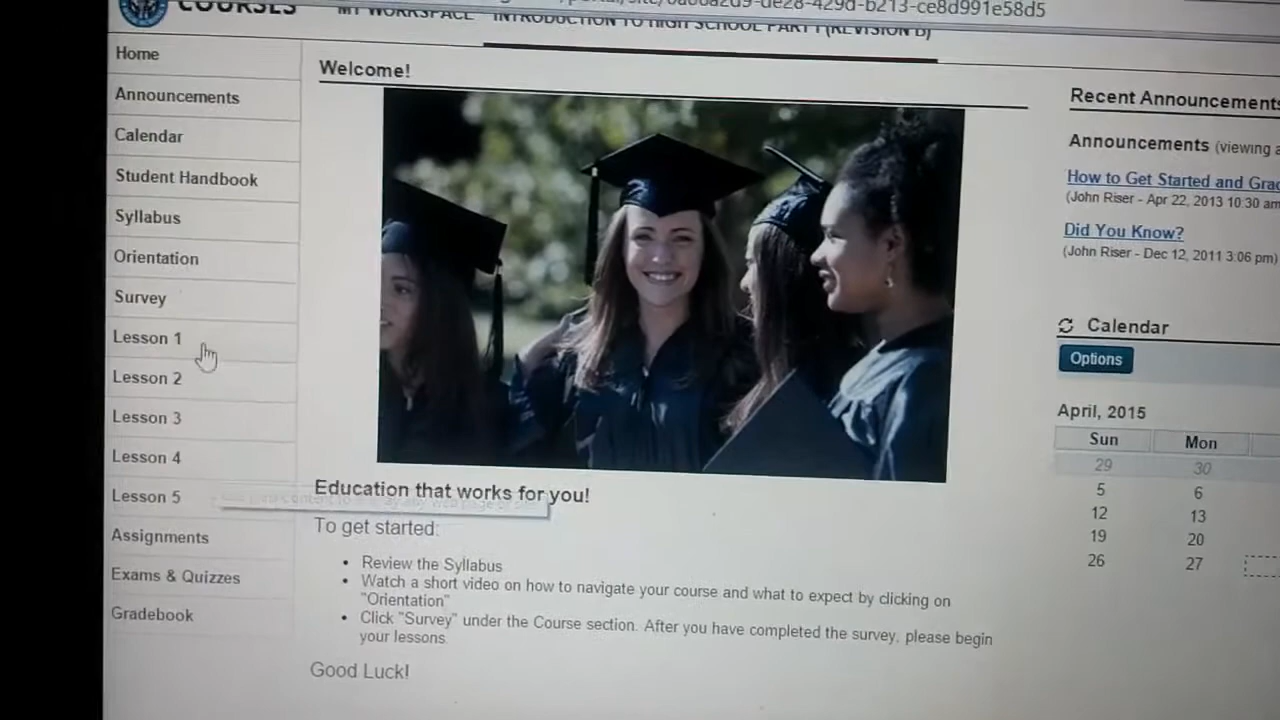 COURSES
MY WORKSPACE
INTRODUCTION TO HIGH SCHOOL PART I (REVISION B)
Home
Announcements
Calendar
Student Handbook
Syllabus
Orientation
Survey
Lesson 1
Lesson 2
Lesson 3
Lesson 4
Lesson 5
Assignments
Exams & Quizzes
Gradebook
Welcome!
Education that works for you!
To get started:
• Review the Syllabus
• Watch a short video on how to navigate your course and what to expect by clicking on
"Orientation"
• Click "Survey" under the Course section. After you have completed the survey, please begin
your lessons.
Good Luck!
Recent Announcements
Announcements (viewing
How to Get Started and
(John Riser - Apr 22, 2013 10:30 am
Did You Know?
(John Riser - Dec 12, 2011 3:06 pm)
Calendar
Options
April, 2015
Sun Mon
29 30
5 6
12 13
19 20
26 27